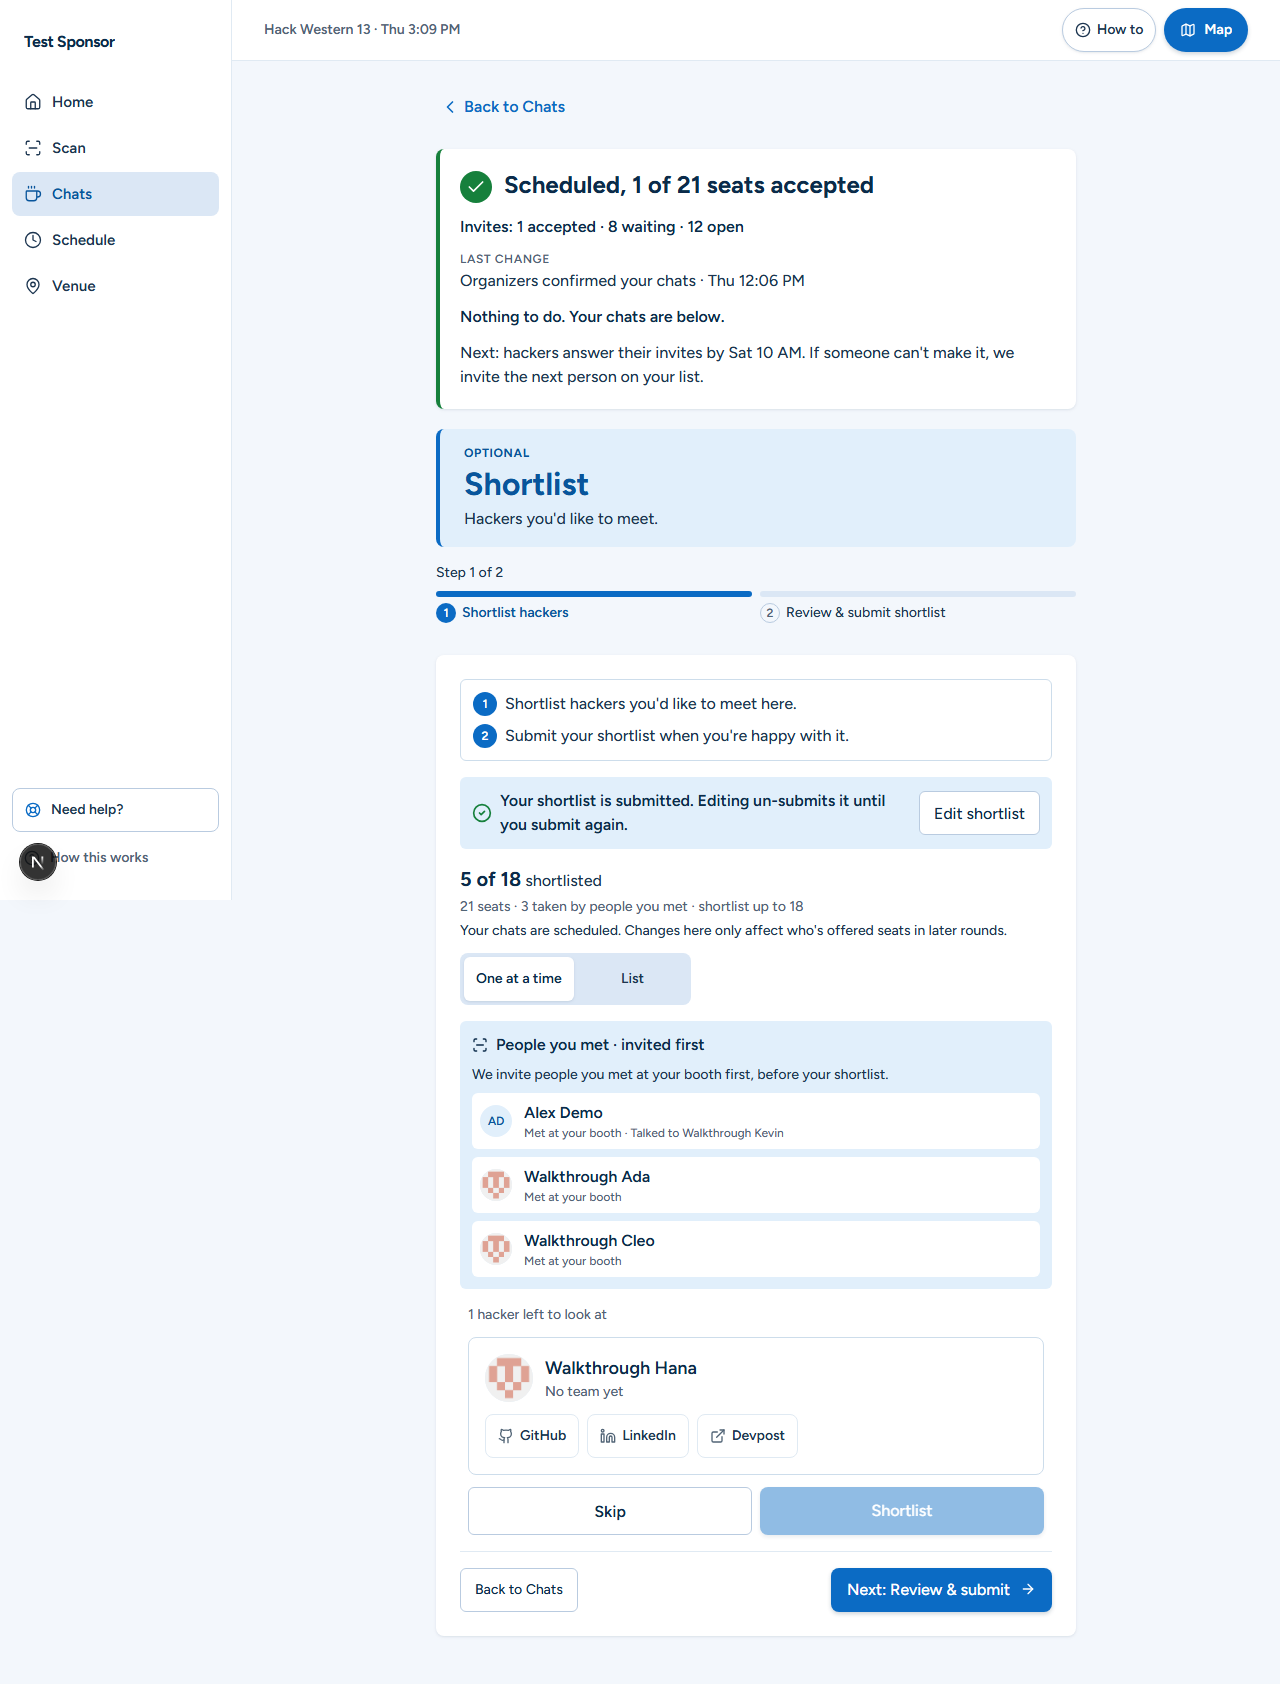 Test Sponsor
Hack Western 13 · Thu 3:09 PM
How to
Map
Home
Scan
Chats
Schedule
Venue
Need help?
How this works
Back to Chats
Scheduled, 1 of 21 seats accepted
Invites: 1 accepted · 8 waiting · 12 open
LAST CHANGE
Organizers confirmed your chats · Thu 12:06 PM
Nothing to do. Your chats are below.
Next: hackers answer their invites by Sat 10 AM. If someone can't make it, we
invite the next person on your list.
OPTIONAL
Shortlist
Hackers you'd like to meet.
Step 1 of 2
1 Shortlist hackers
2 Review & submit shortlist
1 Shortlist hackers you'd like to meet here.
2 Submit your shortlist when you're happy with it.
Your shortlist is submitted. Editing un-submits it until
you submit again.
Edit shortlist
5 of 18 shortlisted
21 seats · 3 taken by people you met · shortlist up to 18
Your chats are scheduled. Changes here only affect who's offered seats in later rounds.
One at a time
List
People you met · invited first
We invite people you met at your booth first, before your shortlist.
AD
Alex Demo
Met at your booth · Talked to Walkthrough Kevin
Walkthrough Ada
Met at your booth
Walkthrough Cleo
Met at your booth
1 hacker left to look at
Walkthrough Hana
No team yet
GitHub
LinkedIn
Devpost
Skip
Shortlist
Back to Chats
Next: Review & submit